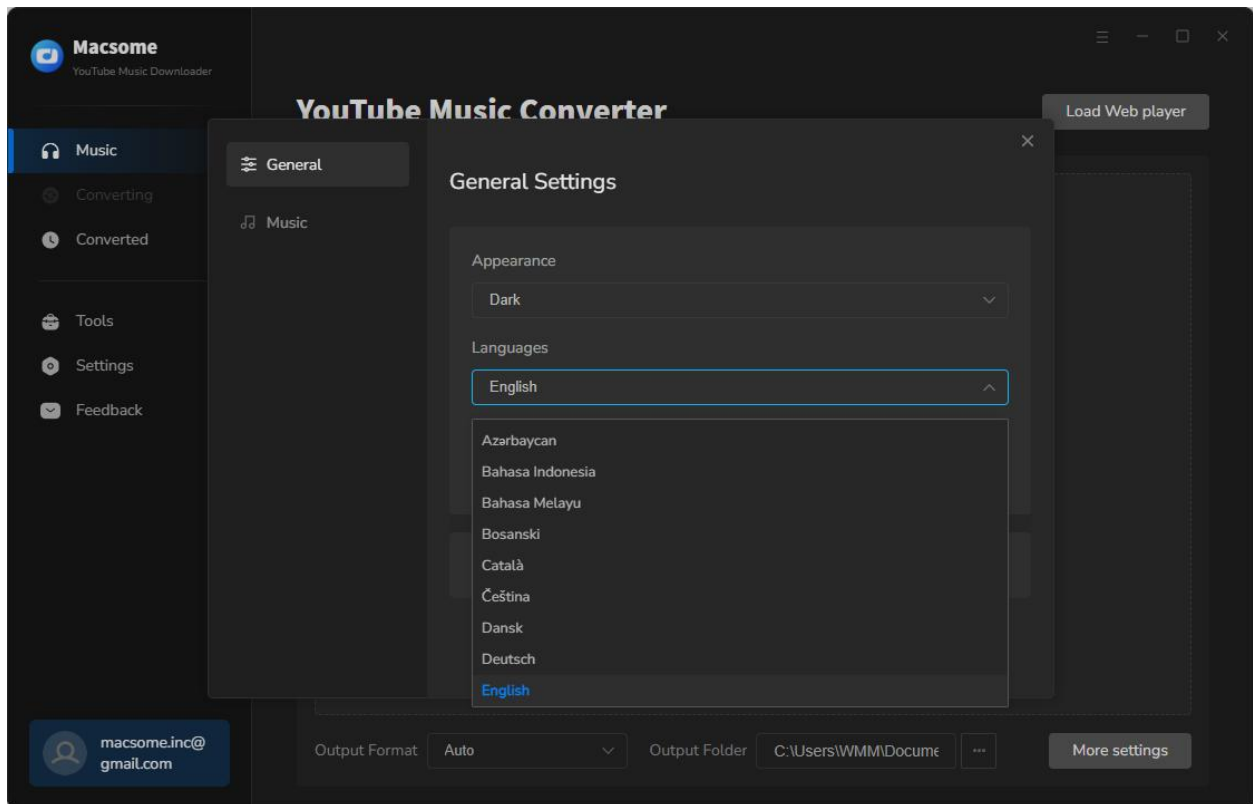 Macsome
YouTube Music Downloader
YouTube Music Converter
Load Web player
Music
Converting
Converted
Tools
Settings
Feedback
General
Music
General Settings
Appearance
Dark
Languages
English
Azərbaycan
Bahasa Indonesia
Bahasa Melayu
Bosanski
Català
Čeština
Dansk
Deutsch
English
macsome.inc@
gmail.com
Output Format
Auto
Output Folder
C:\Users\WMM\Docume
...
More settings